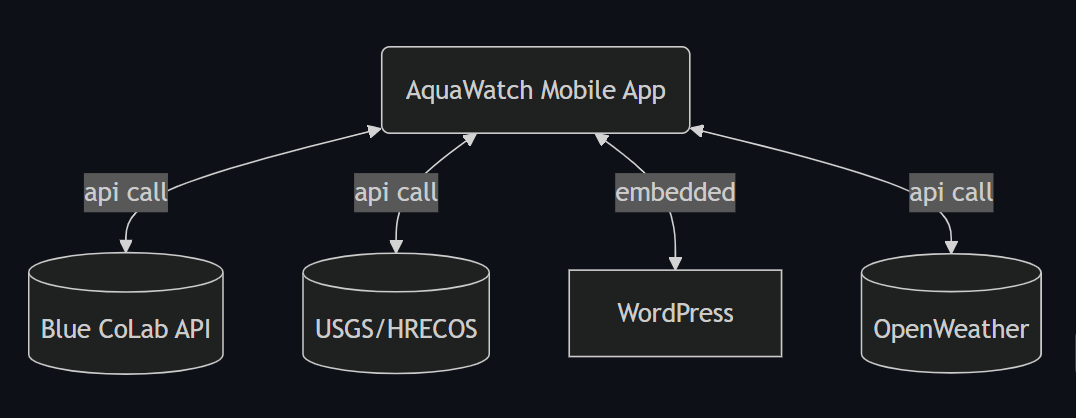 AquaWatch Mobile App
api call
api call
embedded
api call
Blue CoLab API
USGS/HRECOS
WordPress
OpenWeather